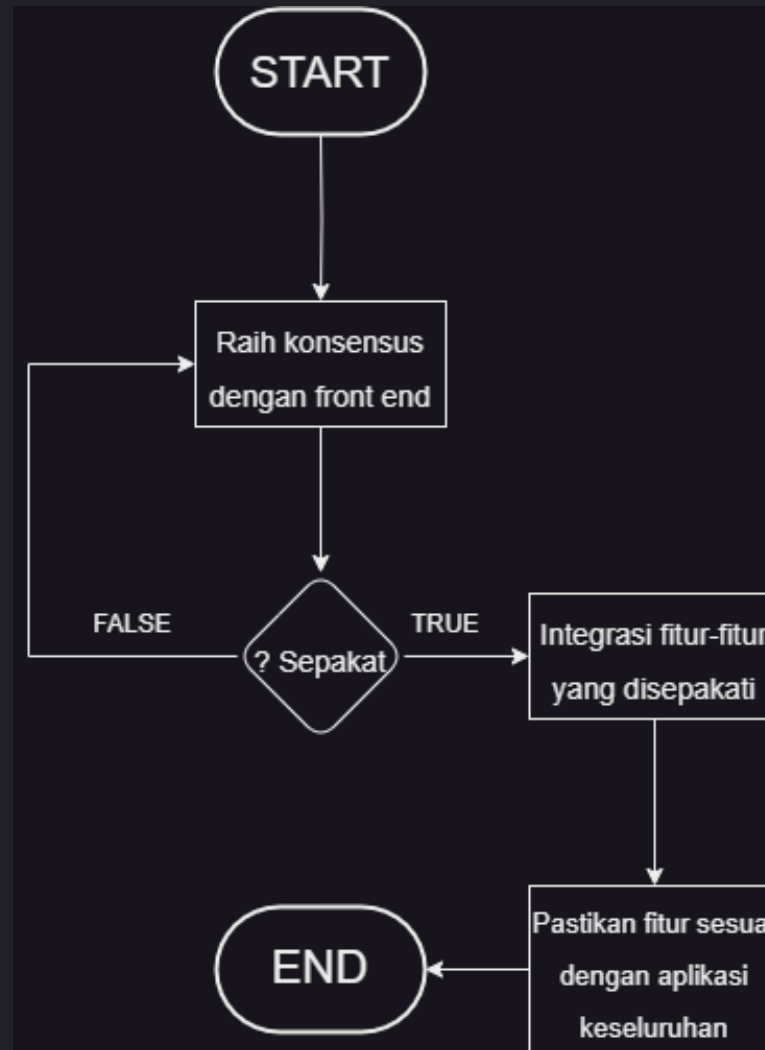 START
Raih konsensus
dengan front end
FALSE
TRUE
? Sepakat
Integrasi fitur-fitur
yang disepakati
Pastikan fitur sesua
dengan aplikasi
keseluruhan
END